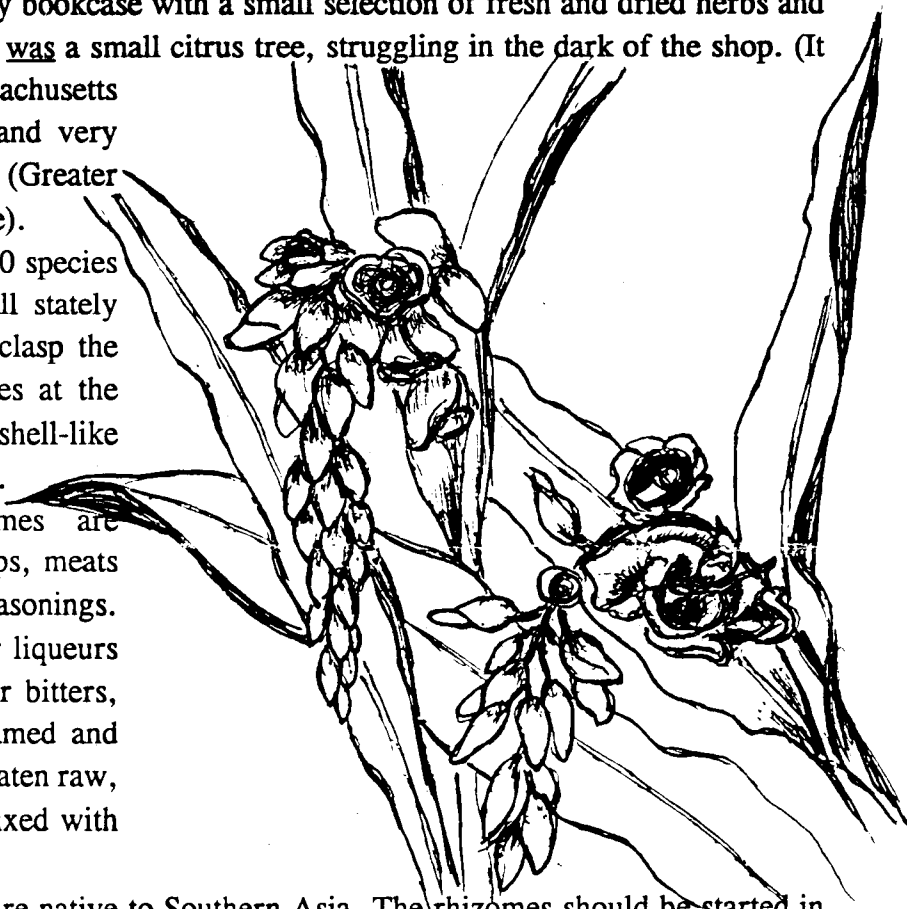 bookcase with a small selection of fresh and dried herbs and
was a small citrus tree, struggling in the dark of the shop. (It
achusetts
and very
(Greater
e).
0 species
ll stately
clasp the
es at the
shell-like
mes are
ps, meats
asonings.
liqueurs
r bitters,
amed and
aten raw,
ixed with
re native to Southern Asia. The rhizomes should be started in